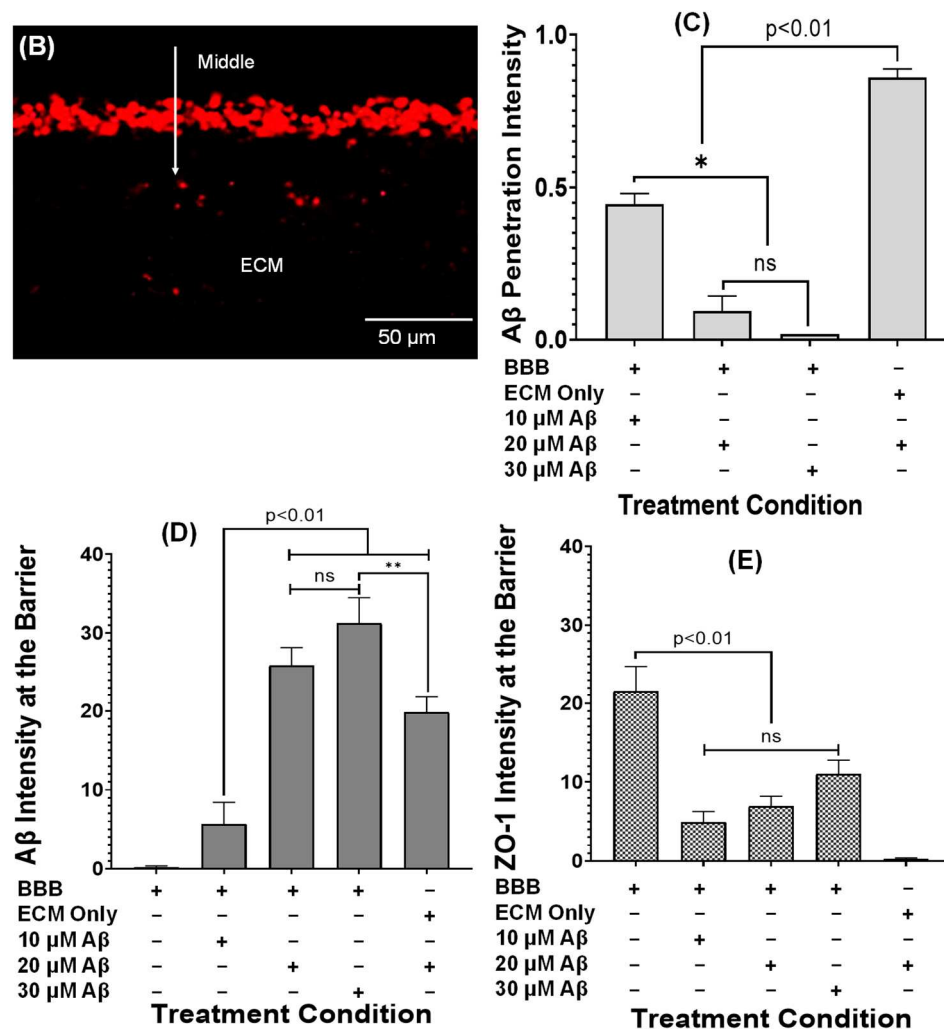 (B)
Middle
ECM
50 µm
(C)
Aβ Penetration Intensity
1.0
0.5
0.0
p<0.01
*
ns
BBB + + + –
ECM Only – – – +
10 µM Aβ + – – –
20 µM Aβ – + – +
30 µM Aβ – – + –
Treatment Condition
(D)
Aβ Intensity at the Barrier
40
30
20
10
0
p<0.01
ns
**
BBB + + + + –
ECM Only – – – – +
10 µM Aβ – + – – –
20 µM Aβ – – + – +
30 µM Aβ – – – + –
Treatment Condition
(E)
ZO-1 Intensity at the Barrier
40
30
20
10
0
p<0.01
ns
BBB + + + + –
ECM Only – – – – +
10 µM Aβ – + – – –
20 µM Aβ – – + – +
30 µM Aβ – – – + –
Treatment Condition